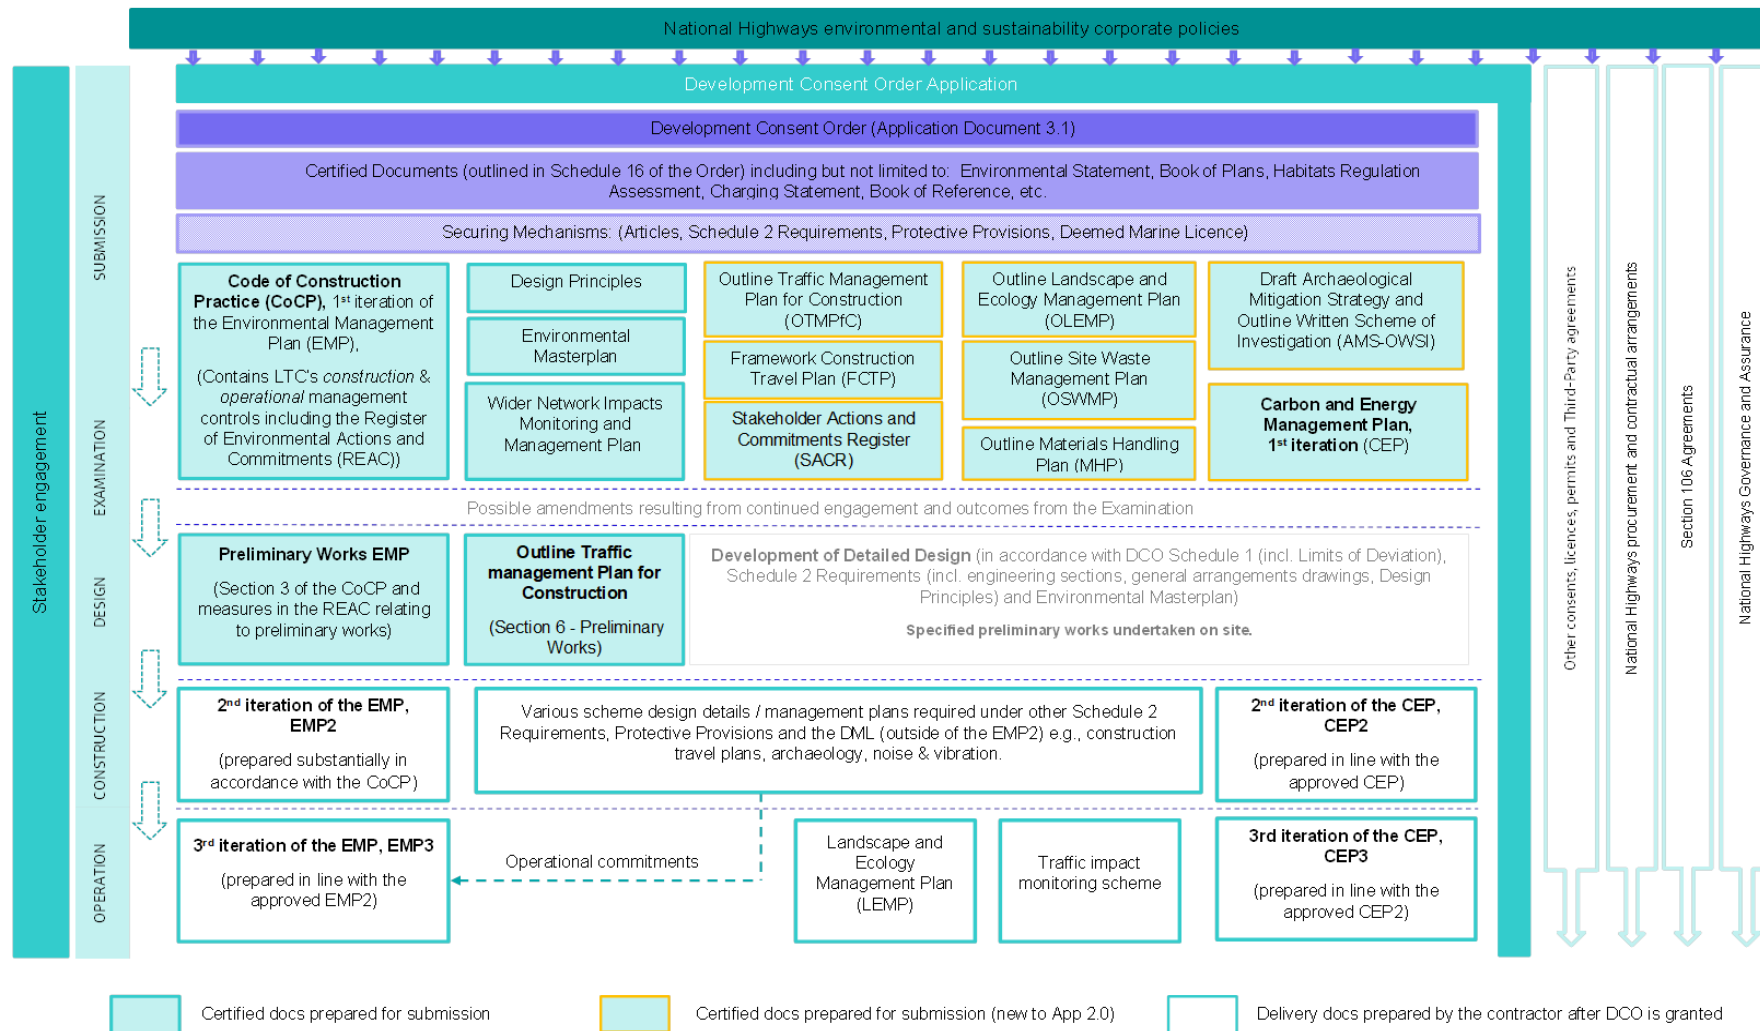 National Highways environmental and sustainability corporate policies
Development Consent Order Application
Development Consent Order (Application Document 3.1)
Certified Documents (outlined in Schedule 16 of the Order) including but not limited to: Environmental Statement, Book of Plans, Habitats Regulation
Assessment, Charging Statement, Book of Reference, etc.
Securing Mechanisms: (Articles, Schedule 2 Requirements, Protective Provisions, Deemed Marine Licence)
Stakeholder engagement
SUBMISSION
EXAMINATION
DESIGN
CONSTRUCTION
OPERATION
Code of Construction
Practice (CoCP), 1st iteration of
the Environmental Management
Plan (EMP),
(Contains LTC's construction &
operational management
controls including the Register
of Environmental Actions and
Commitments (REAC))
Design Principles
Environmental
Masterplan
Wider Network Impacts
Monitoring and
Management Plan
Outline Traffic Management
Plan for Construction
(OTMPfC)
Framework Construction
Travel Plan (FCTP)
Stakeholder Actions and
Commitments Register
(SACR)
Outline Landscape and
Ecology Management Plan
(OLEMP)
Outline Site Waste
Management Plan
(OSWMP)
Outline Materials Handling
Plan (MHP)
Draft Archaeological
Mitigation Strategy and
Outline Written Scheme of
Investigation (AMS-OWSI)
Carbon and Energy
Management Plan,
1st iteration (CEP)
Possible amendments resulting from continued engagement and outcomes from the Examination
Preliminary Works EMP
(Section 3 of the CoCP and
measures in the REAC relating
to preliminary works)
Outline Traffic
management Plan for
Construction
(Section 6 - Preliminary
Works)
Development of Detailed Design (in accordance with DCO Schedule 1 (incl. Limits of Deviation),
Schedule 2 Requirements (incl. engineering sections, general arrangements drawings, Design
Principles) and Environmental Masterplan)
Specified preliminary works undertaken on site.
2nd iteration of the EMP,
EMP2
(prepared substantially in
accordance with the CoCP)
Various scheme design details / management plans required under other Schedule 2
Requirements, Protective Provisions and the DML (outside of the EMP2) e.g., construction
travel plans, archaeology, noise & vibration.
2nd iteration of the CEP,
CEP2
(prepared in line with the
approved CEP)
3rd iteration of the EMP, EMP3
(prepared in line with the
approved EMP2)
Operational commitments
Landscape and
Ecology
Management Plan
(LEMP)
Traffic impact
monitoring scheme
3rd iteration of the CEP,
CEP3
(prepared in line with the
approved CEP2)
Other consents, licences, permits and Third-Party agreements
National Highways procurement and contractual arrangements
Section 106 Agreements
National Highways Governance and Assurance
Certified docs prepared for submission
Certified docs prepared for submission (new to App 2.0)
Delivery docs prepared by the contractor after DCO is granted